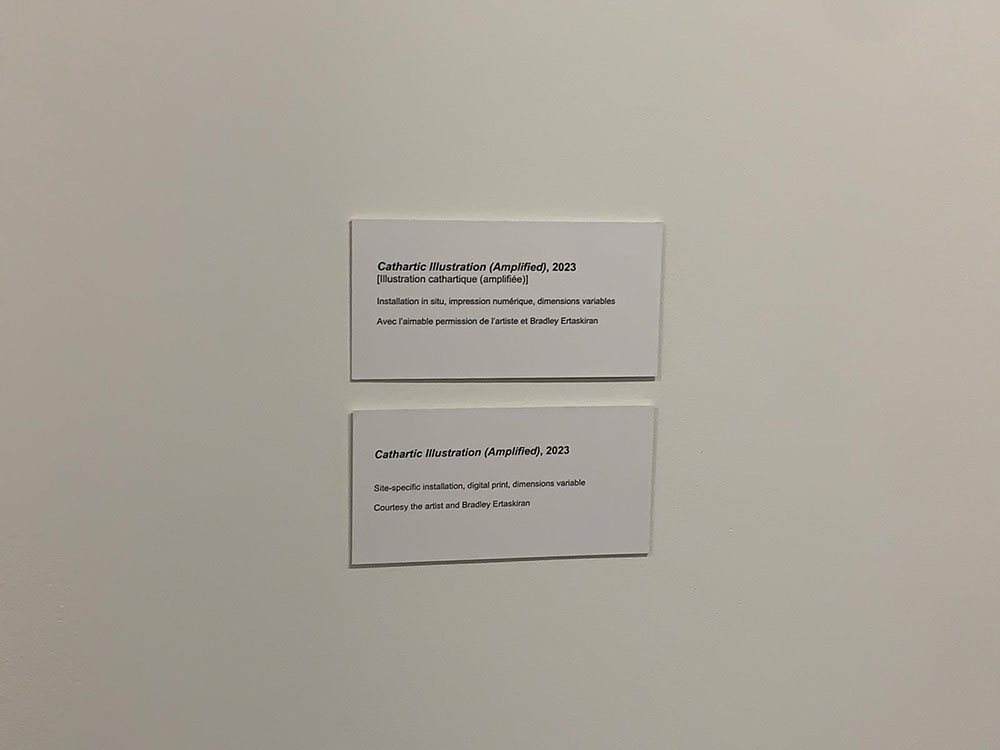 Cathartic Illustration (Amplified), 2023
[Illustration cathartique (amplifiée)]
Installation in situ, impression numérique, dimensions variables
Avec l'aimable permission de l'artiste et Bradley Ertaskiran
Cathartic Illustration (Amplified), 2023
Site-specific installation, digital print, dimensions variable
Courtesy the artist and Bradley Ertaskiran